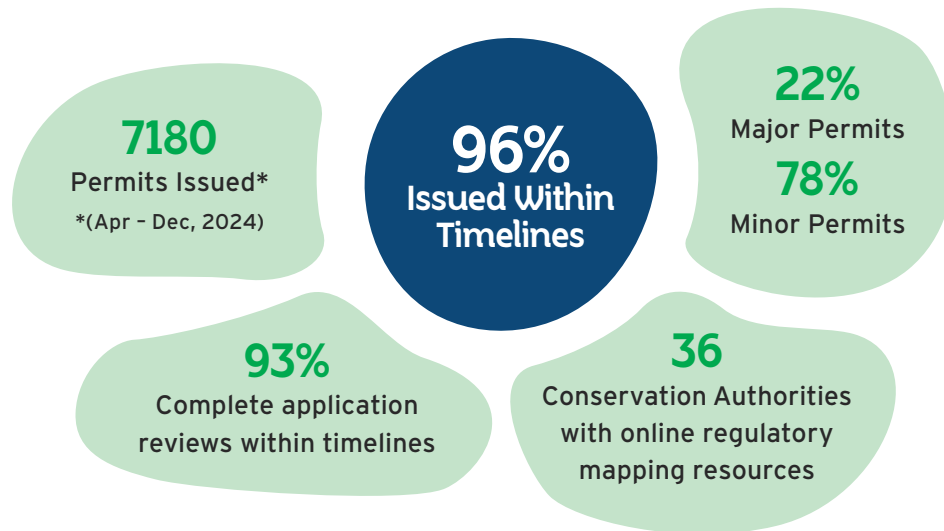 7180
Permits Issued*
*(Apr – Dec, 2024)
96%
Issued Within
Timelines
22%
Major Permits
78%
Minor Permits
93%
Complete application
reviews within timelines
36
Conservation Authorities
with online regulatory
mapping resources